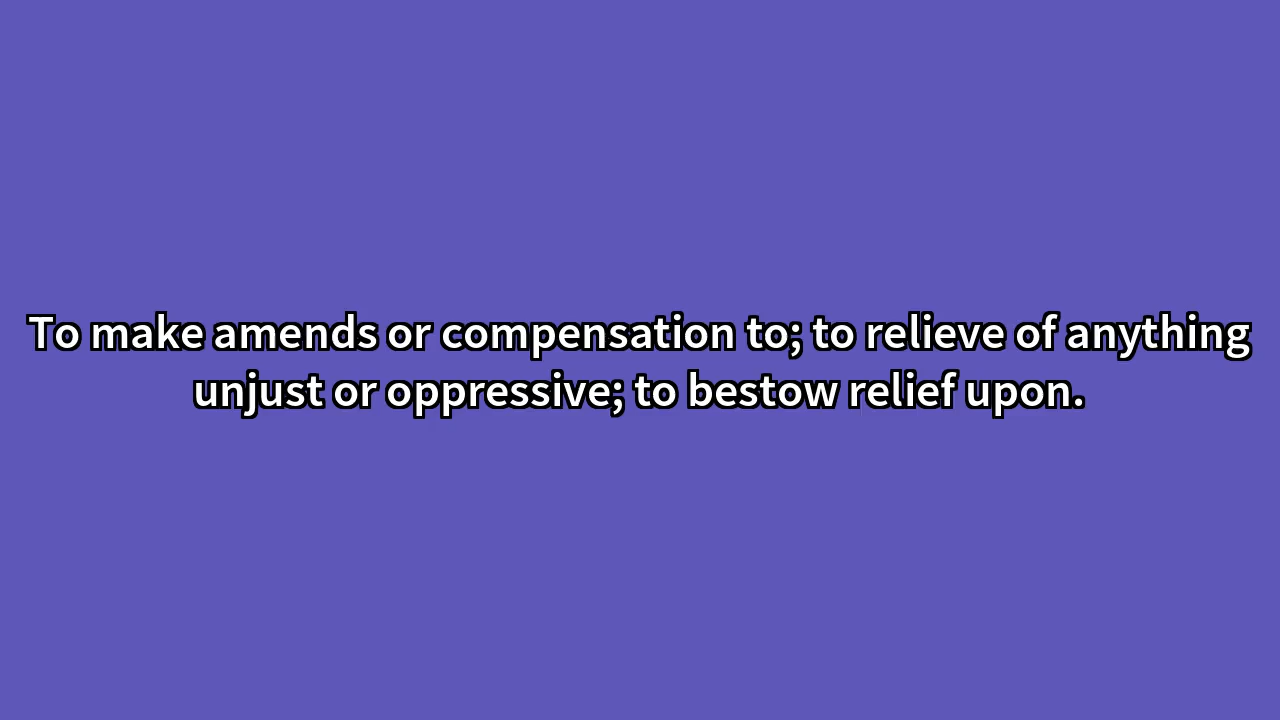 To make amends or compensation to; to relieve of anything
unjust or oppressive; to bestow relief upon.